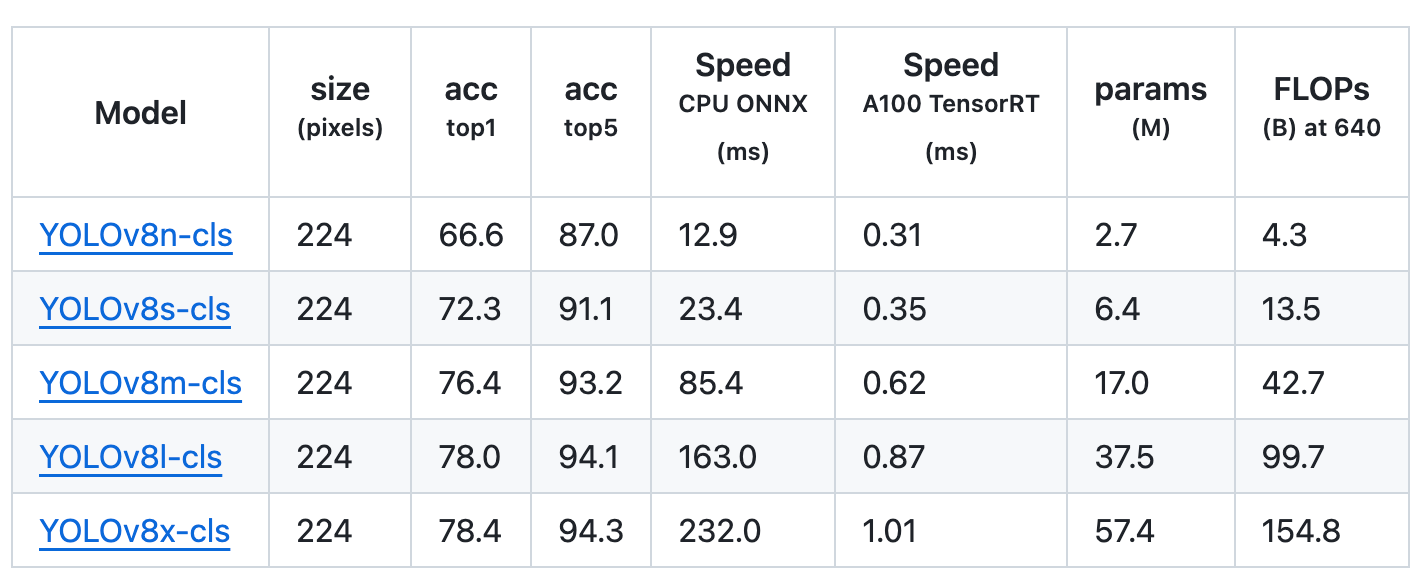 Model size (pixels) acc top1 acc top5 Speed CPU ONNX (ms) Speed A100 TensorRT (ms) params (M) FLOPs (B) at 640
YOLOv8n-cls 224 66.6 87.0 12.9 0.31 2.7 4.3
YOLOv8s-cls 224 72.3 91.1 23.4 0.35 6.4 13.5
YOLOv8m-cls 224 76.4 93.2 85.4 0.62 17.0 42.7
YOLOv8l-cls 224 78.0 94.1 163.0 0.87 37.5 99.7
YOLOv8x-cls 224 78.4 94.3 232.0 1.01 57.4 154.8